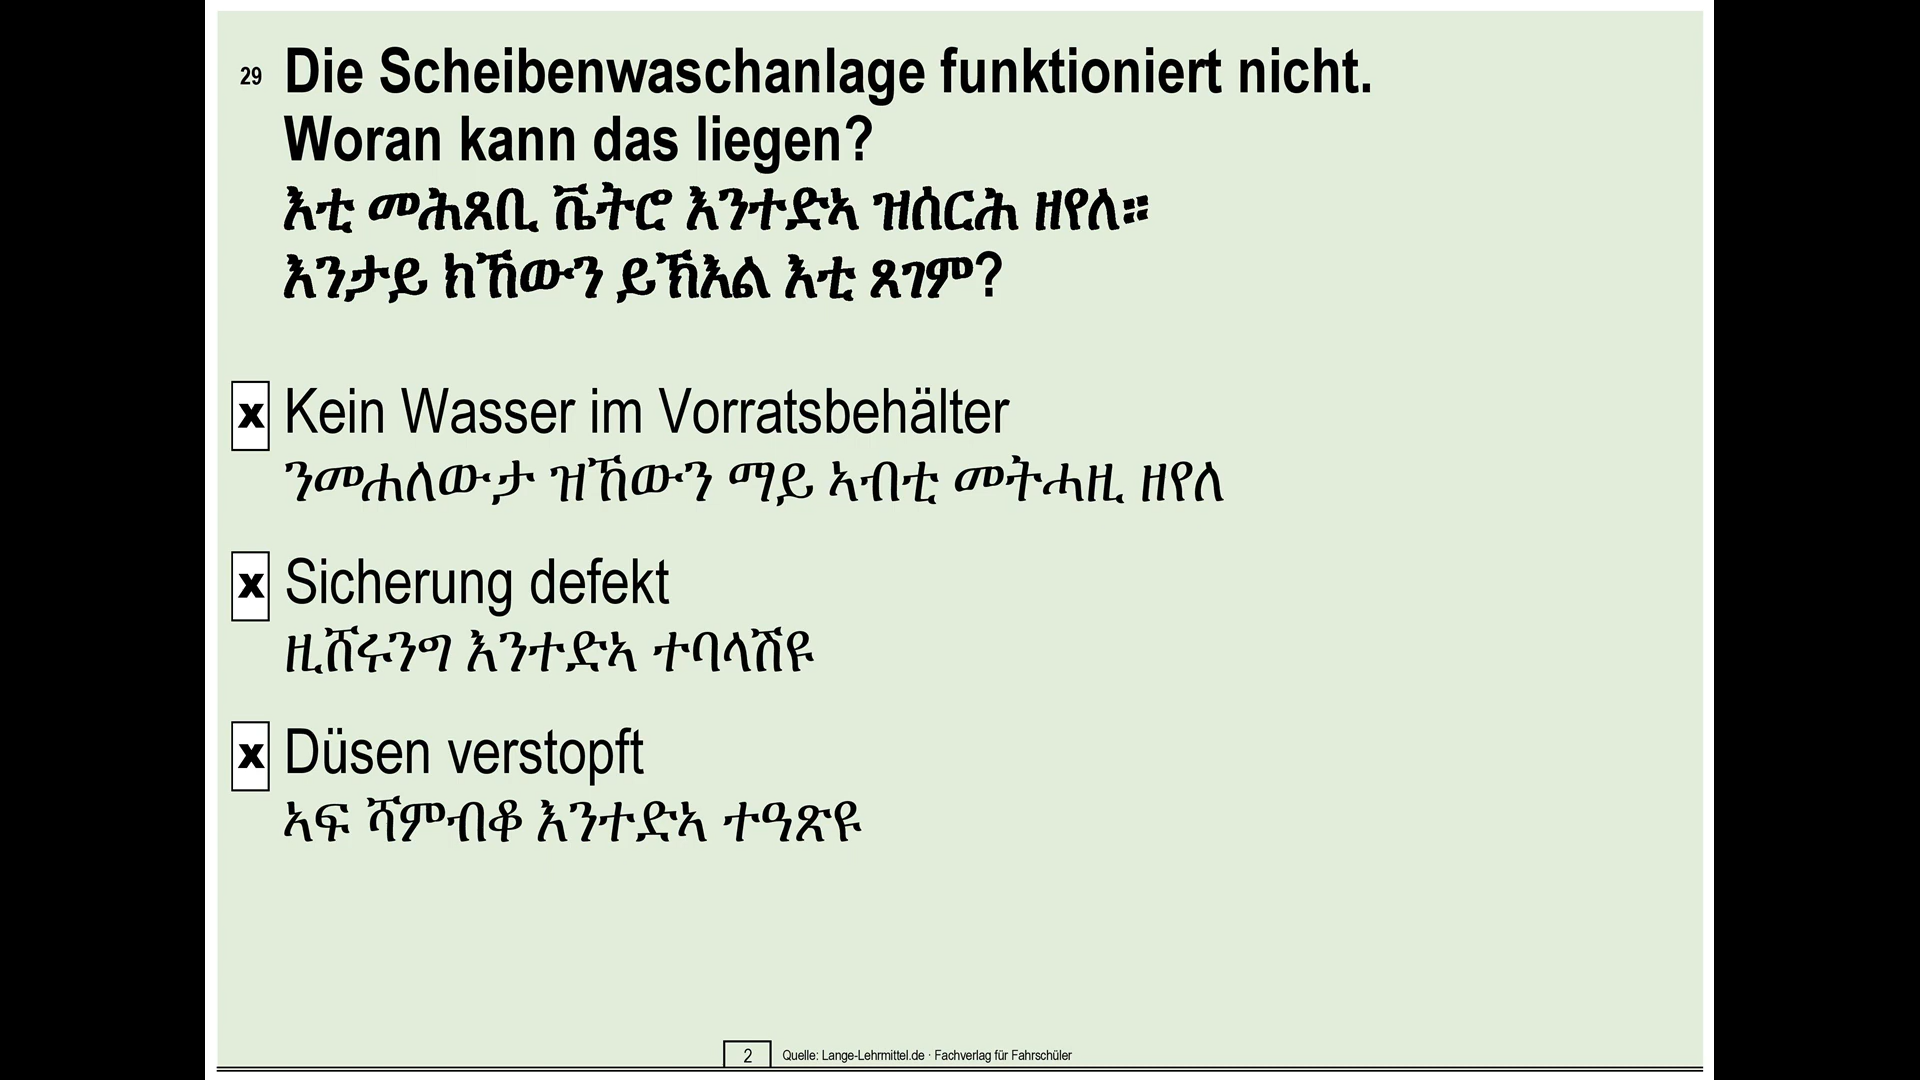 29 Die Scheibenwaschanlage funktioniert nicht.
Woran kann das liegen?
እቲ መሕጸቢ ቬትሮ እንተድኣ ዝሰርሕ ዘየለ።
እንታይ ክኸውን ይኽእል እቲ ጸገም?
x Kein Wasser im Vorratsbehälter
ንመሐለውታ ዝኸውን ማይ ኣብቲ መትሓዚ ዘየለ
x Sicherung defekt
ዚሸሩንግ እንተድኣ ተባላሽዩ
x Düsen verstopft
ኣፍ ሻምብቆ እንተድኣ ተዓጽዩ
2 Quelle: Lange-Lehrmittel.de · Fachverlag für Fahrschüler